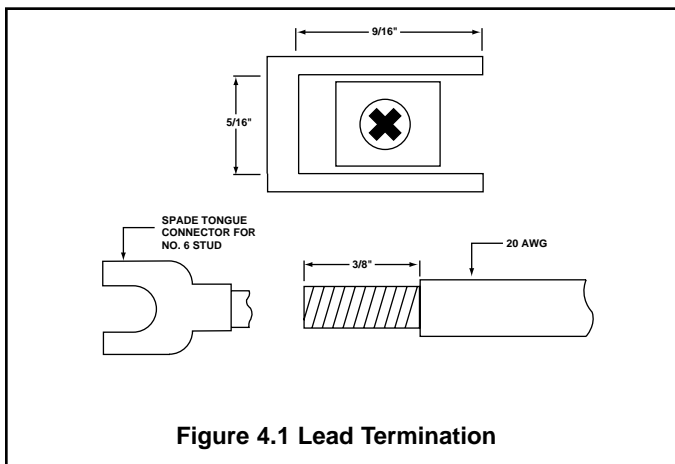 9/16"
5/16"
SPADE TONGUE
CONNECTOR FOR
NO. 6 STUD
3/8"
20 AWG
Figure 4.1 Lead Termination